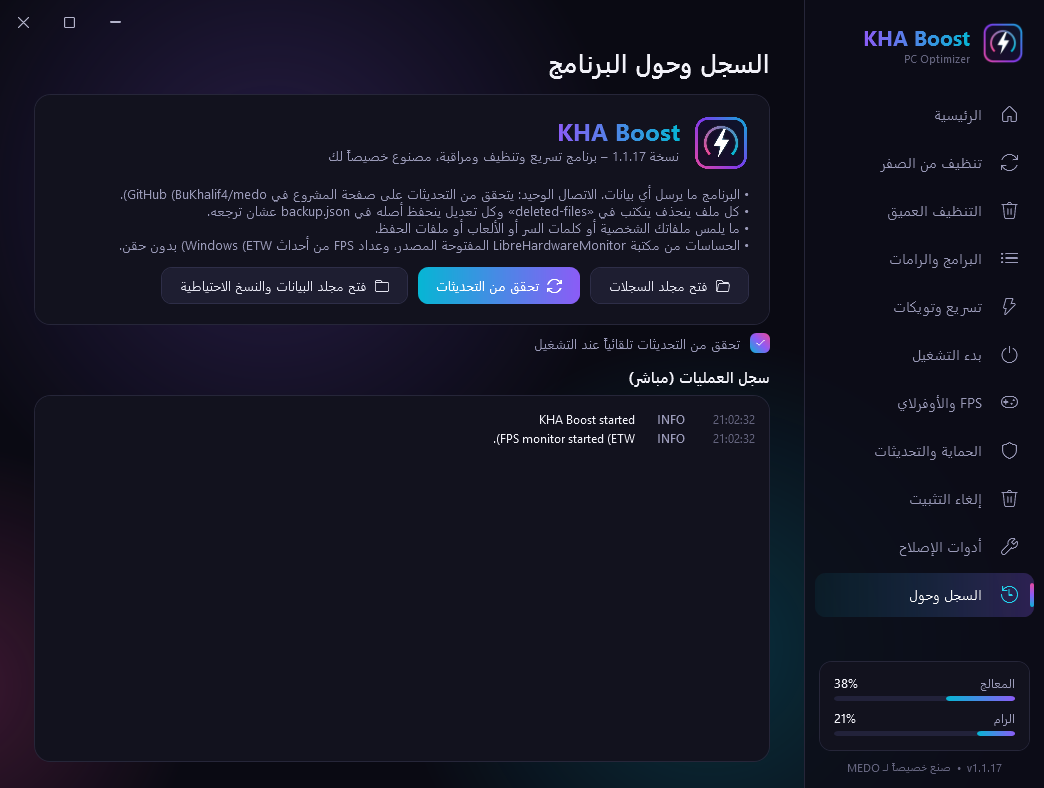 KHA Boost
PC Optimizer
الرئيسية
تنظيف من الصفر
التنظيف العميق
البرامج والرامات
تسريع وتويكات
بدء التشغيل
FPS والأوفرلاي
الحماية والتحديثات
إلغاء التثبيت
أدوات الإصلاح
السجل وحول
المعالج 38%
الرام 21%
v1.1.17 • صنع خصيصاً لـ MEDO
السجل وحول البرنامج
KHA Boost
نسخة 1.1.17 – برنامج تسريع وتنظيف ومراقبة، مصنوع خصيصاً لك
• البرنامج ما يرسل أي بيانات. الاتصال الوحيد: يتحقق من التحديثات على صفحة المشروع في GitHub (BuKhalif4/medo).
• كل ملف ينحذف ينكتب في «deleted-files» وكل تعديل ينحفظ أصله في backup.json عشان ترجعه.
• ما يلمس ملفاتك الشخصية أو كلمات السر أو الألعاب أو ملفات الحفظ.
• الحساسات من مكتبة LibreHardwareMonitor المفتوحة المصدر، وعداد FPS من أحداث Windows (ETW) بدون حقن.
فتح مجلد السجلات
تحقق من التحديثات
فتح مجلد البيانات والنسخ الاحتياطية
تحقق من التحديثات تلقائياً عند التشغيل
سجل العمليات (مباشر)
21:02:32 INFO KHA Boost started
21:02:32 INFO FPS monitor started (ETW).